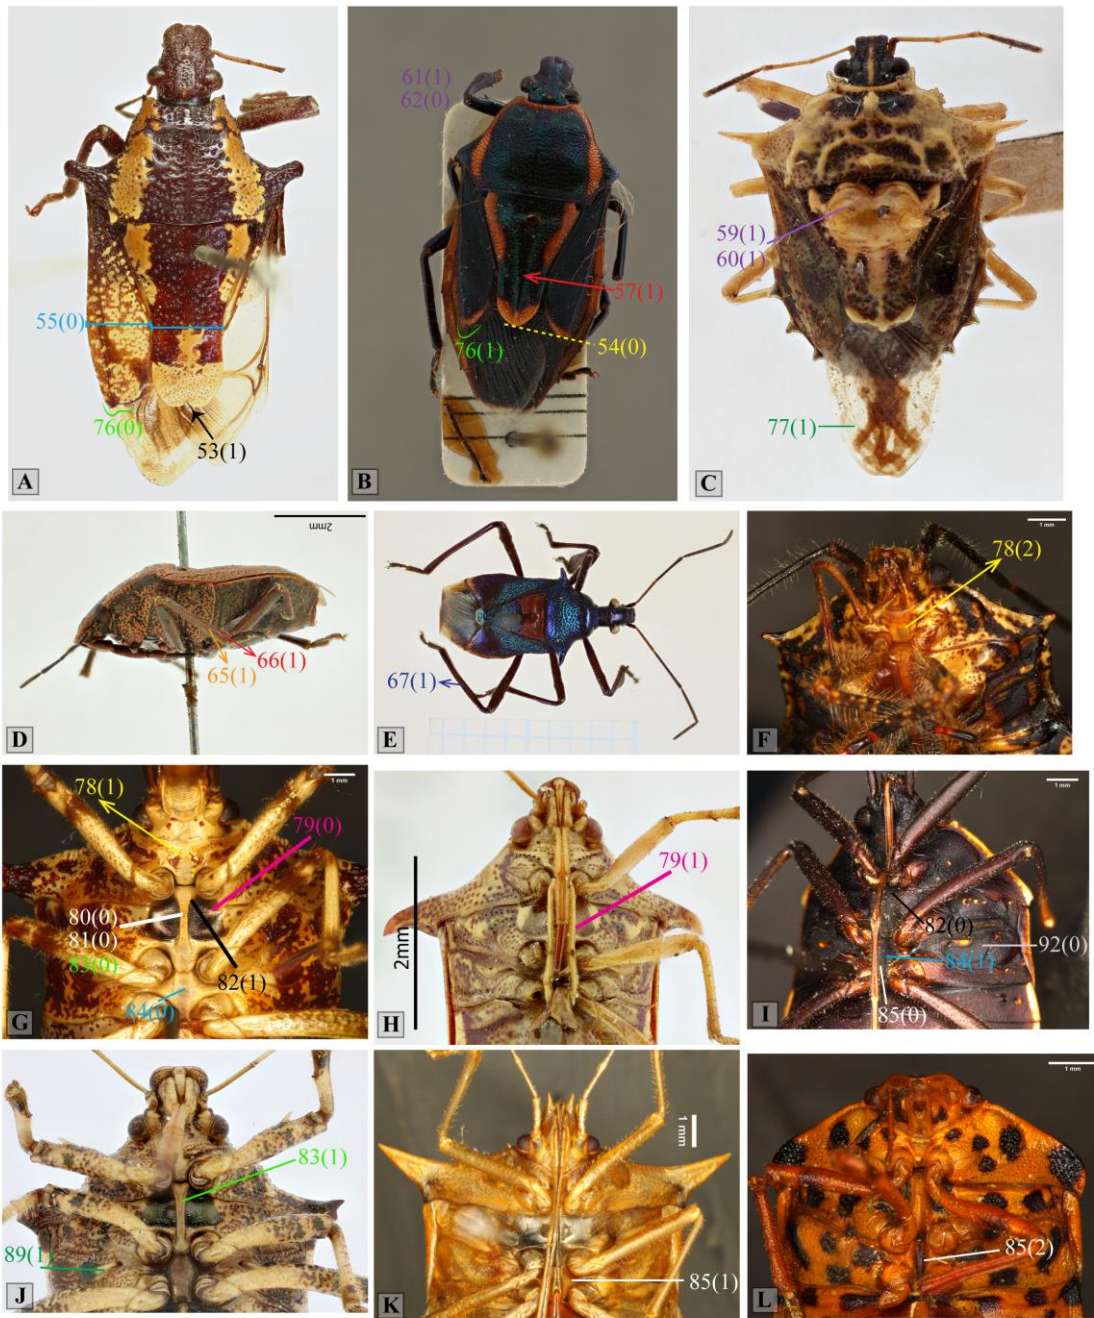 55(0)
76(0)
53(1)
A
61(1)
62(0)
57(1)
54(0)
76(1)
B
59(1)
60(1)
77(1)
C
2mm
66(1)
65(1)
D
67(1)
E
1 mm
78(2)
F
1 mm
78(1)
79(0)
80(0)
81(0)
83(0)
82(1)
84(0)
G
79(1)
2mm
H
1 mm
82(0)
92(0)
84(1)
85(0)
I
83(1)
89(1)
J
1 mm
85(1)
K
1 mm
85(2)
L